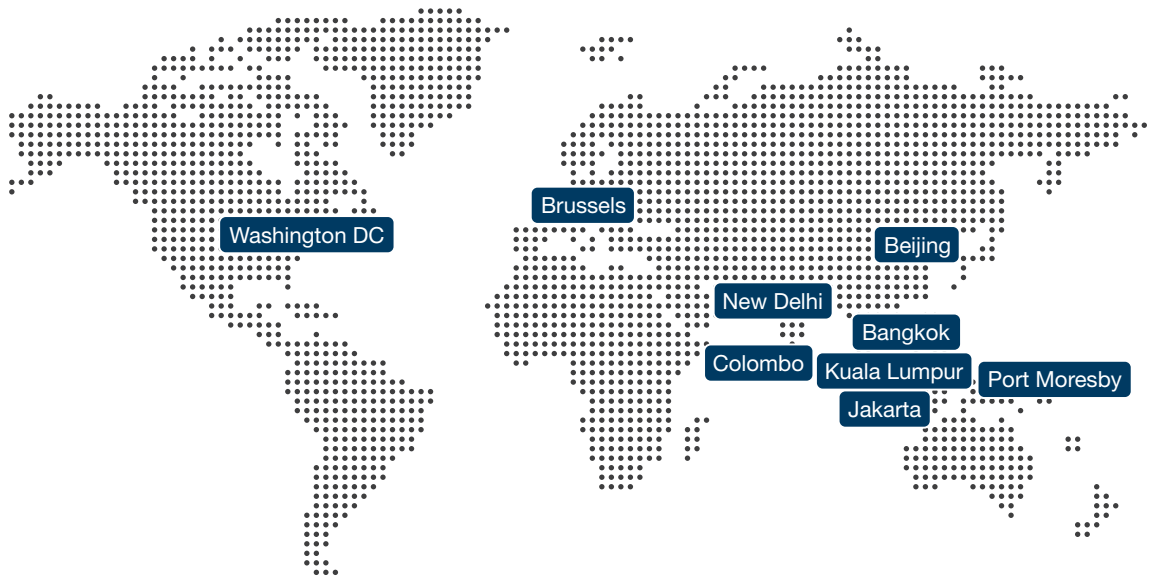 Brussels
Washington DC
Beijing
New Delhi
Bangkok
Colombo
Kuala Lumpur
Port Moresby
Jakarta